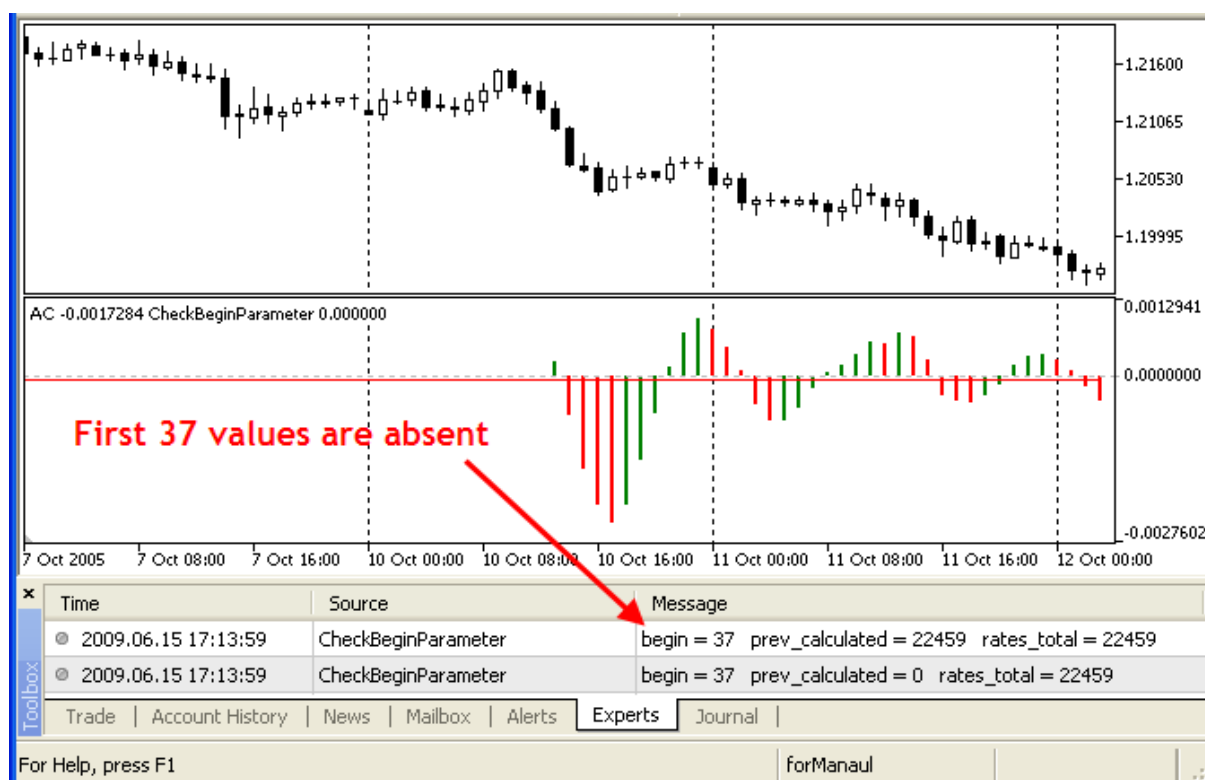 1.21600
1.21065
1.20530
1.19995
AC -0.0017284 CheckBeginParameter 0.000000
0.0012941
0.0000000
First 37 values are absent
-0.0027602
7 Oct 2005 7 Oct 08:00 7 Oct 16:00 10 Oct 00:00 10 Oct 08:00 10 Oct 16:00 11 Oct 00:00 11 Oct 08:00 11 Oct 16:00 12 Oct 00:00
Time Source Message
2009.06.15 17:13:59 CheckBeginParameter begin = 37 prev_calculated = 22459 rates_total = 22459
2009.06.15 17:13:59 CheckBeginParameter begin = 37 prev_calculated = 0 rates_total = 22459
Toolbox
Trade | Account History | News | Mailbox | Alerts | Experts | Journal |
For Help, press F1 forManaul